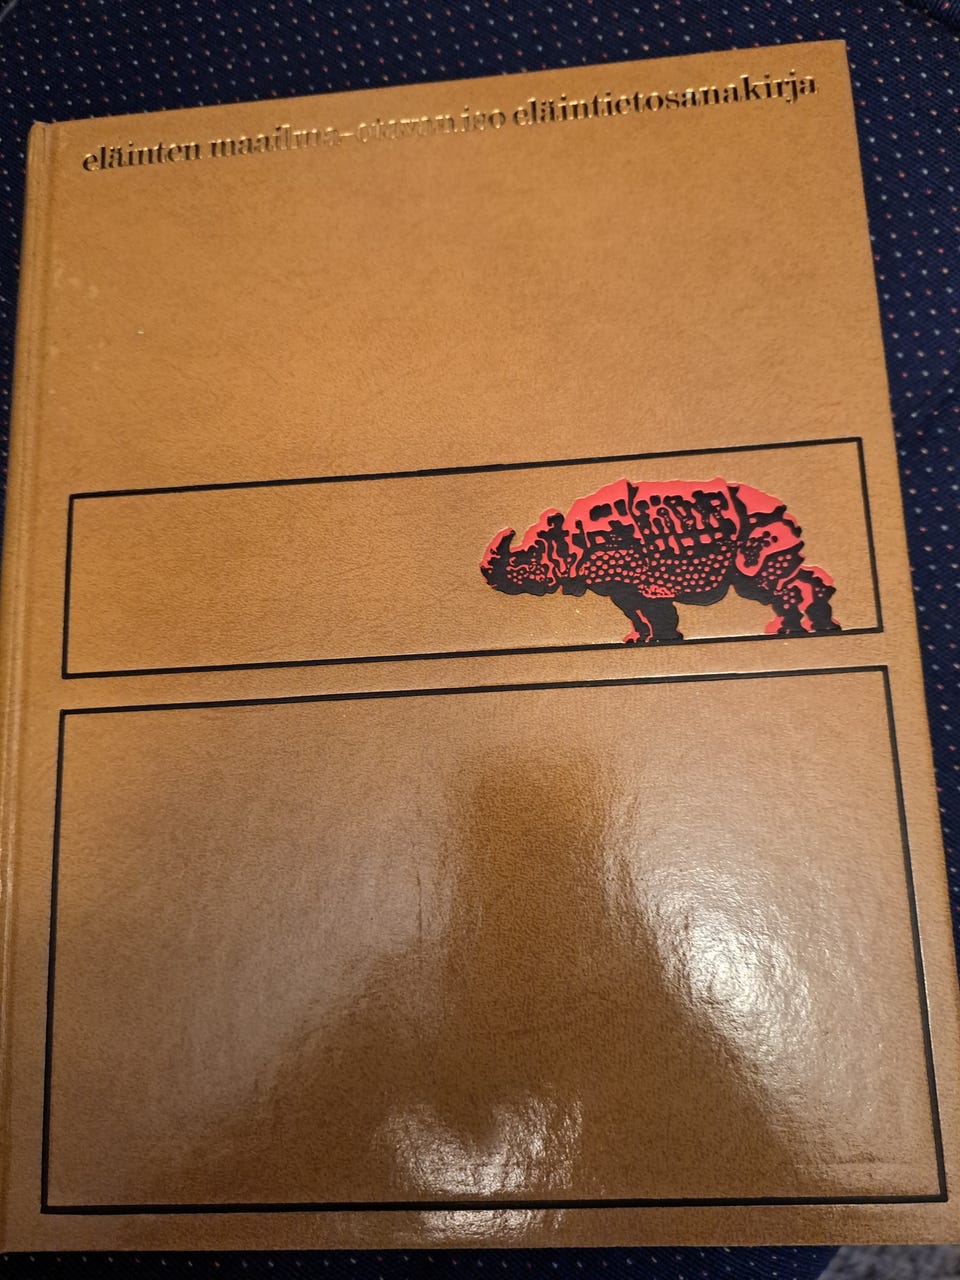 eläinten maailma–otavan iso eläintietosanakirja